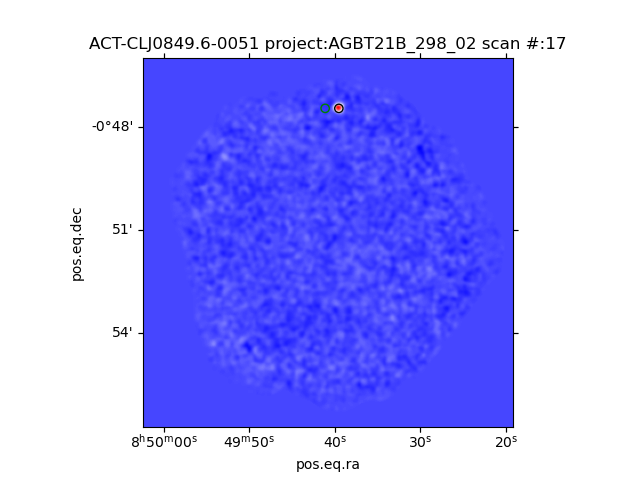 ACT-CLJ0849.6-0051 project:AGBT21B_298_02 scan #:17
-0°48'
51'
54'
pos.eq.dec
8ʰ50ᵐ00ˢ 49ᵐ50ˢ 40ˢ 30ˢ 20ˢ
pos.eq.ra